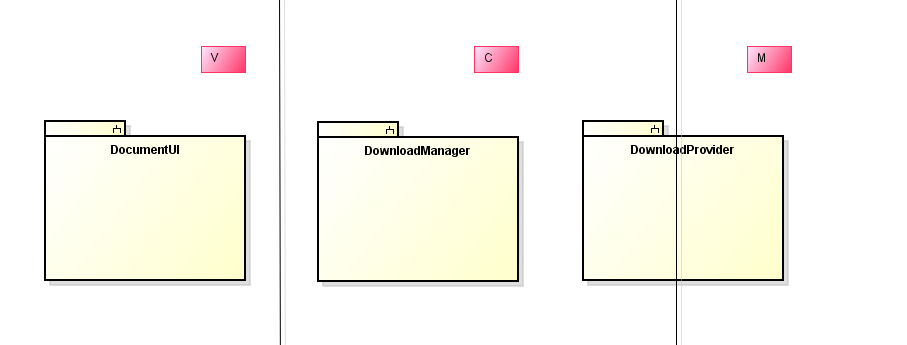 V
C
M
DocumentUI
DownloadManager
DownloadProvider